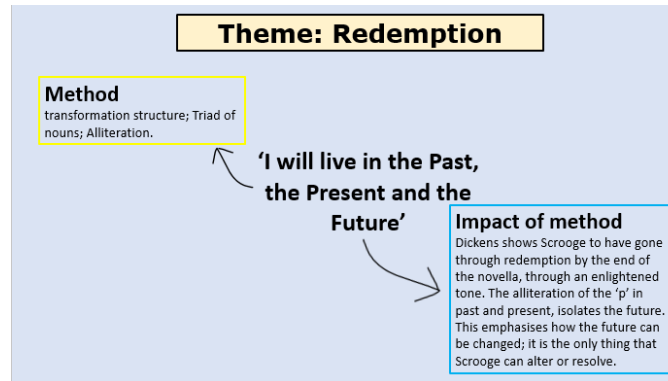 Theme: Redemption
Method
transformation structure; Triad of
nouns; Alliteration.
‘I will live in the Past,
the Present and the
Future’
Impact of method
Dickens shows Scrooge to have gone
through redemption by the end of
the novella, through an enlightened
tone. The alliteration of the ‘p’ in
past and present, isolates the future.
This emphasises how the future can
be changed; it is the only thing that
Scrooge can alter or resolve.